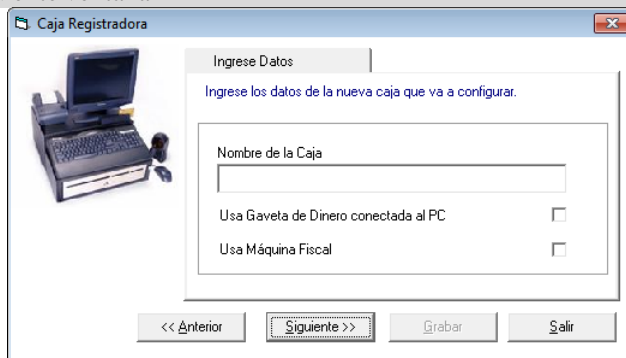 Caja Registradora
Ingrese Datos
Ingrese los datos de la nueva caja que va a configurar.
Nombre de la Caja
Usa Gaveta de Dinero conectada al PC
Usa Máquina Fiscal
<< Anterior
Siguiente >>
Grabar
Salir